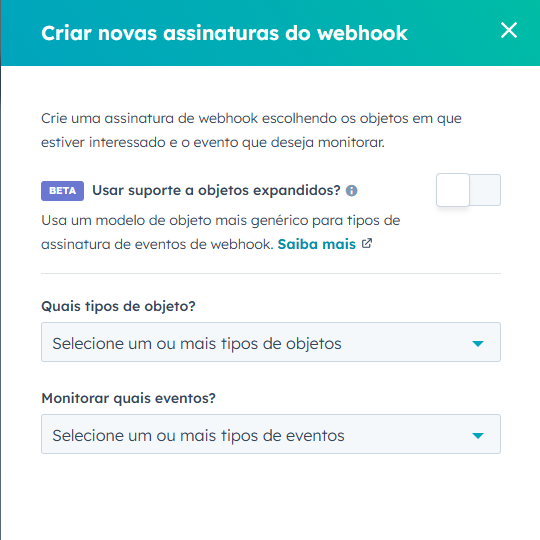 Criar novas assinaturas do webhook
Crie uma assinatura de webhook escolhendo os objetos em que
estiver interessado e o evento que deseja monitorar.
BETA Usar suporte a objetos expandidos?
Usa um modelo de objeto mais genérico para tipos de
assinatura de eventos de webhook. Saiba mais
Quais tipos de objeto?
Selecione um ou mais tipos de objetos
Monitorar quais eventos?
Selecione um ou mais tipos de eventos